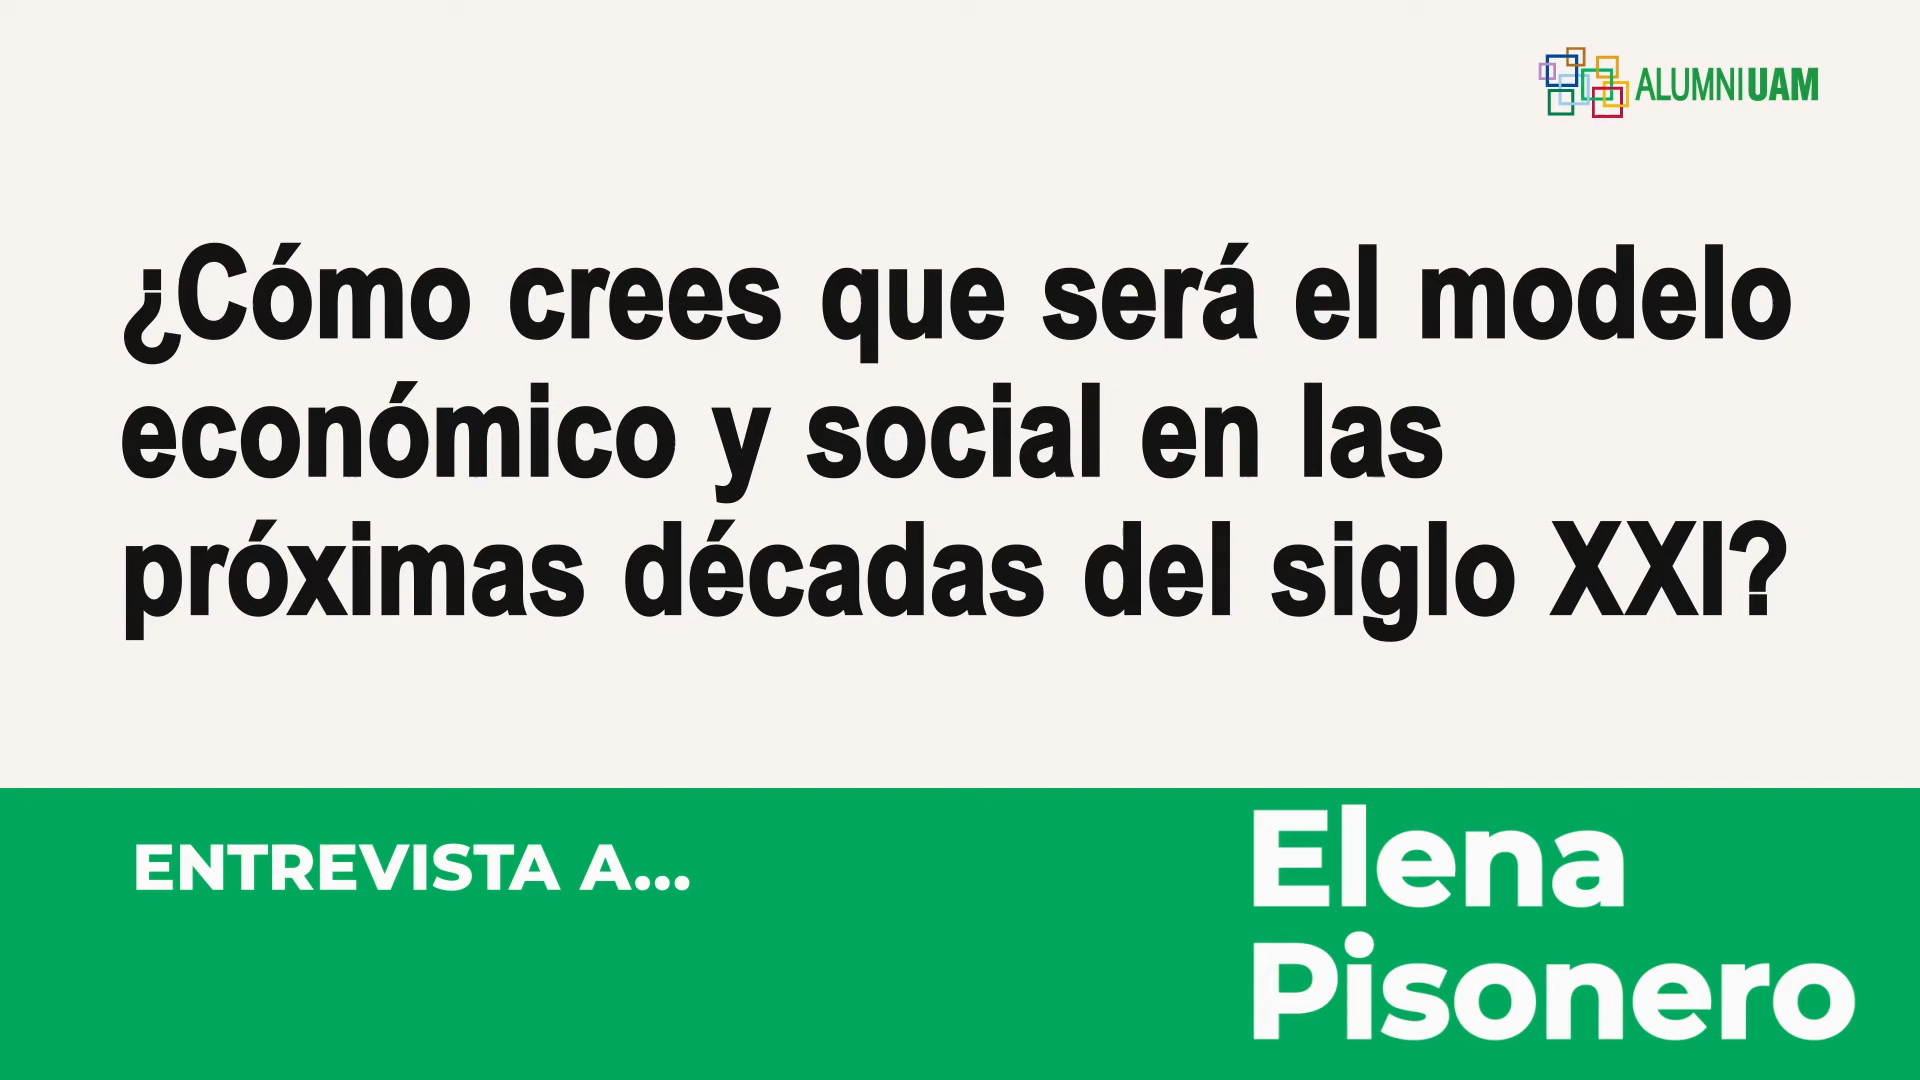 ALUMNIUAM
¿Cómo crees que será el modelo
económico y social en las
próximas décadas del siglo XXI?
ENTREVISTA A...
Elena
Pisonero